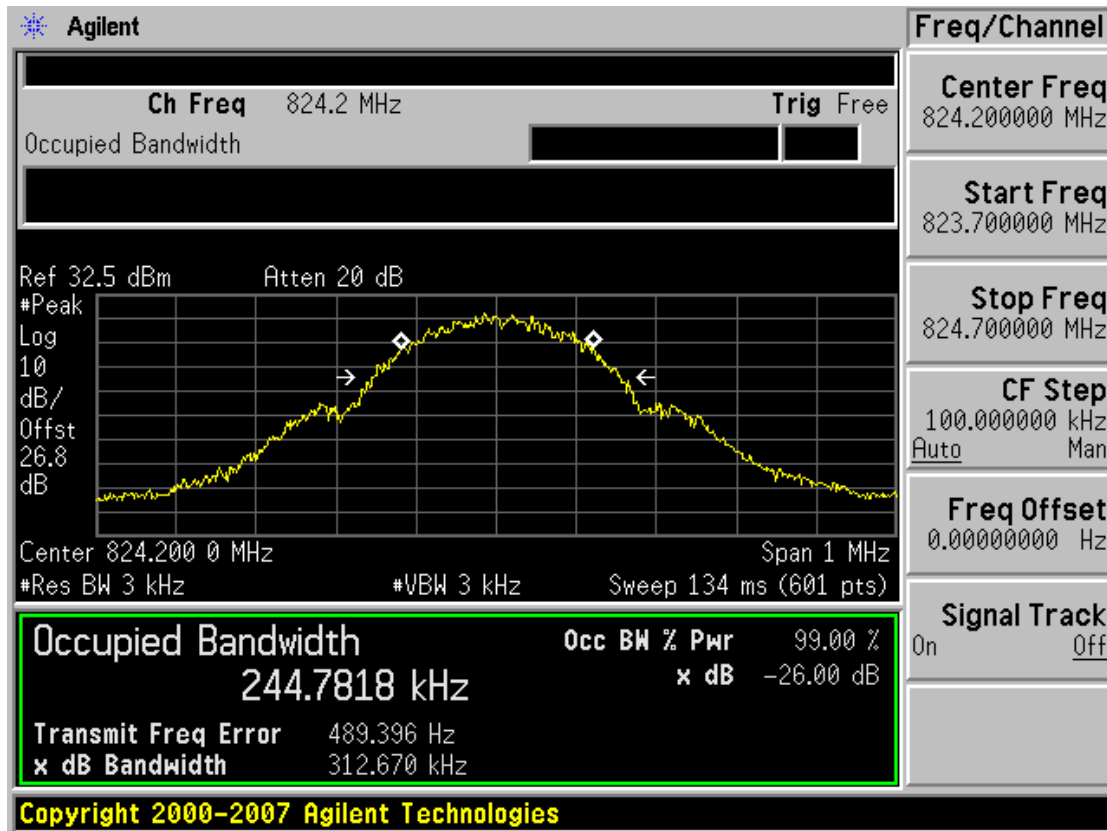 Agilent
Freq/Channel
Ch Freq 824.2 MHz Trig Free
Occupied Bandwidth
Center Freq
824.200000 MHz
Start Freq
823.700000 MHz
Stop Freq
824.700000 MHz
CF Step
100.000000 kHz
Auto Man
Freq Offset
0.00000000 Hz
Signal Track
On Off
Ref 32.5 dBm Atten 20 dB
#Peak
Log
10
dB/
Offst
26.8
dB
Center 824.200 0 MHz Span 1 MHz
#Res BW 3 kHz #VBW 3 kHz Sweep 134 ms (601 pts)
Occupied Bandwidth
244.7818 kHz
Occ BW % Pwr 99.00 %
x dB -26.00 dB
Transmit Freq Error 489.396 Hz
x dB Bandwidth 312.670 kHz
Copyright 2000-2007 Agilent Technologies